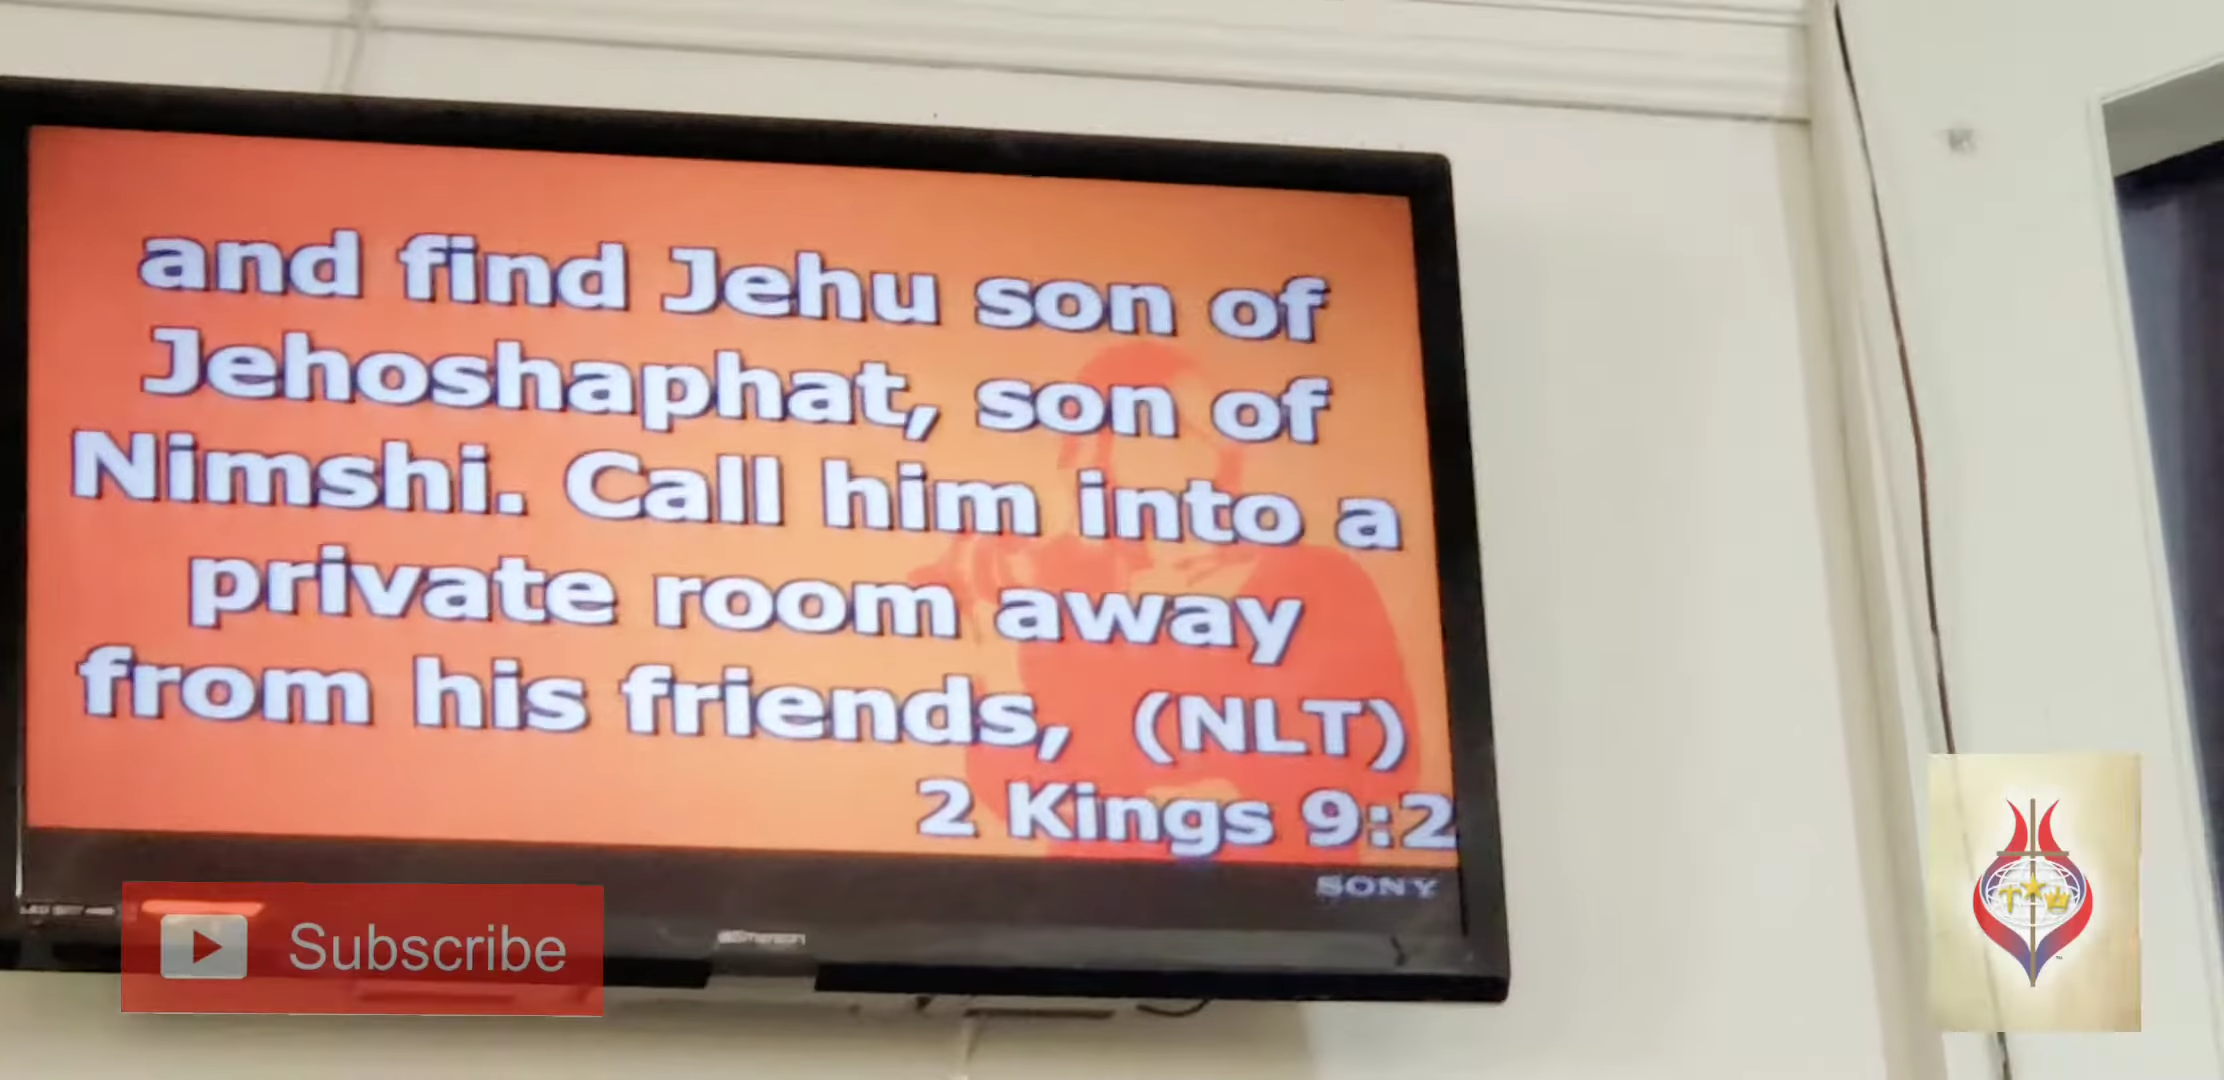 and find Jehu son of
Jehoshaphat, son of
Nimshi. Call him into a
private room away
from his friends, (NLT)
2 Kings 9:2
SONY
Emerson
Subscribe